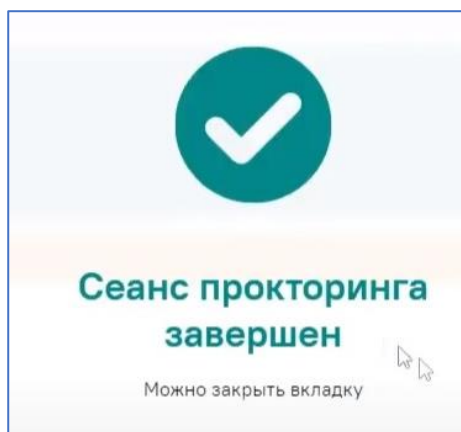 Сеанс прокторинга
завершен
Можно закрыть вкладку